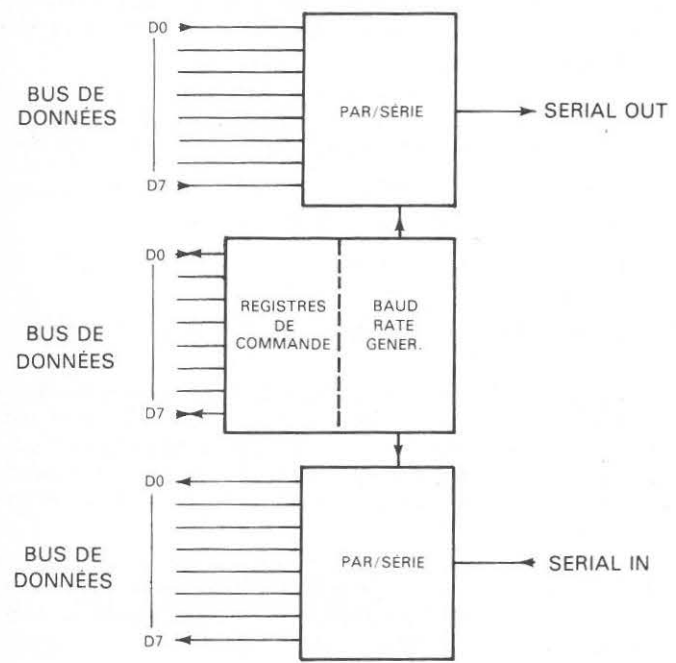 D0
BUS DE
DONNÉES
D7
PAR/SÉRIE
SERIAL OUT
D0
BUS DE
DONNÉES
D7
REGISTRES
DE
COMMANDE
BAUD
RATE
GENER.
D0
BUS DE
DONNÉES
D7
PAR/SÉRIE
SERIAL IN